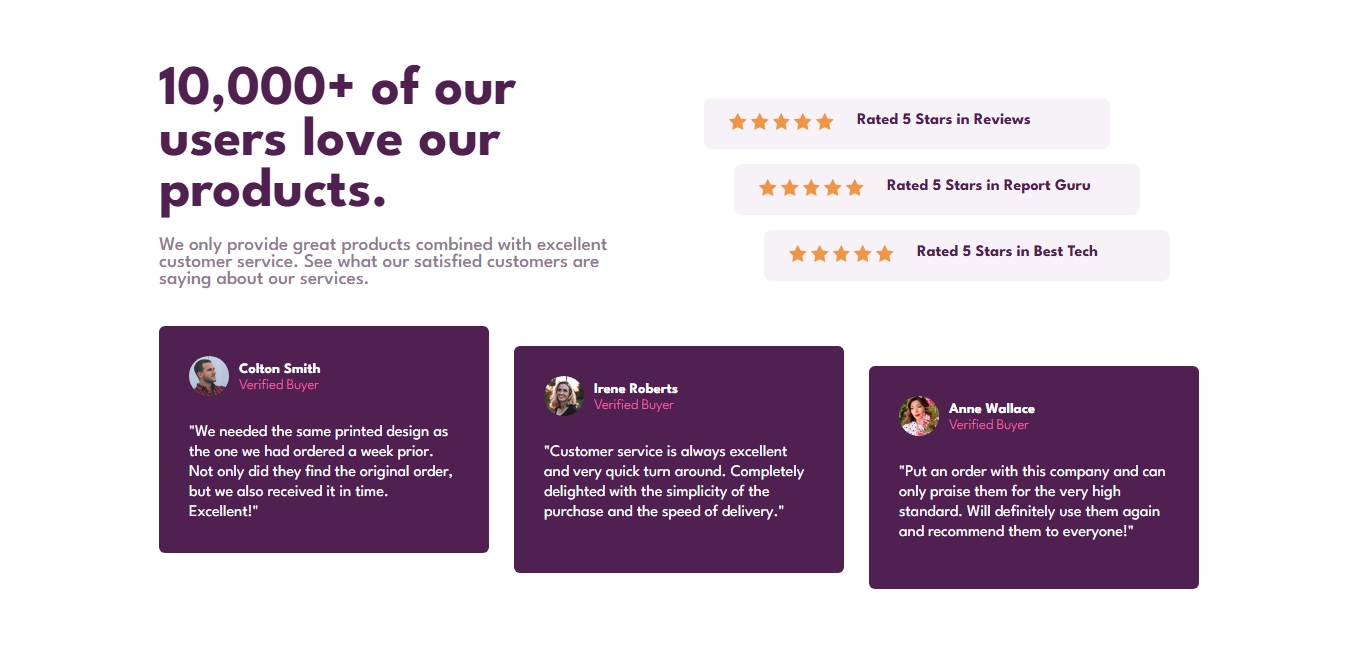 10,000+ of our
users love our
products.
We only provide great products combined with excellent
customer service. See what our satisfied customers are
saying about our services.
Rated 5 Stars in Reviews
Rated 5 Stars in Report Guru
Rated 5 Stars in Best Tech
Colton Smith
Verified Buyer
"We needed the same printed design as
the one we had ordered a week prior.
Not only did they find the original order,
but we also received it in time.
Excellent!"
Irene Roberts
Verified Buyer
"Customer service is always excellent
and very quick turn around. Completely
delighted with the simplicity of the
purchase and the speed of delivery."
Anne Wallace
Verified Buyer
"Put an order with this company and can
only praise them for the very high
standard. Will definitely use them again
and recommend them to everyone!"